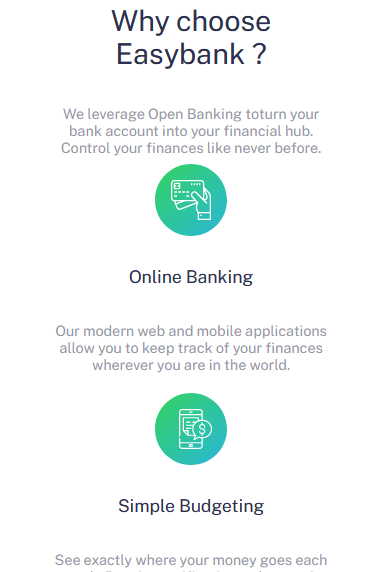 Why choose
Easybank ?
We leverage Open Banking toturn your
bank account into your financial hub.
Control your finances like never before.
Online Banking
Our modern web and mobile applications
allow you to keep track of your finances
wherever you are in the world.
Simple Budgeting
See exactly where your money goes each